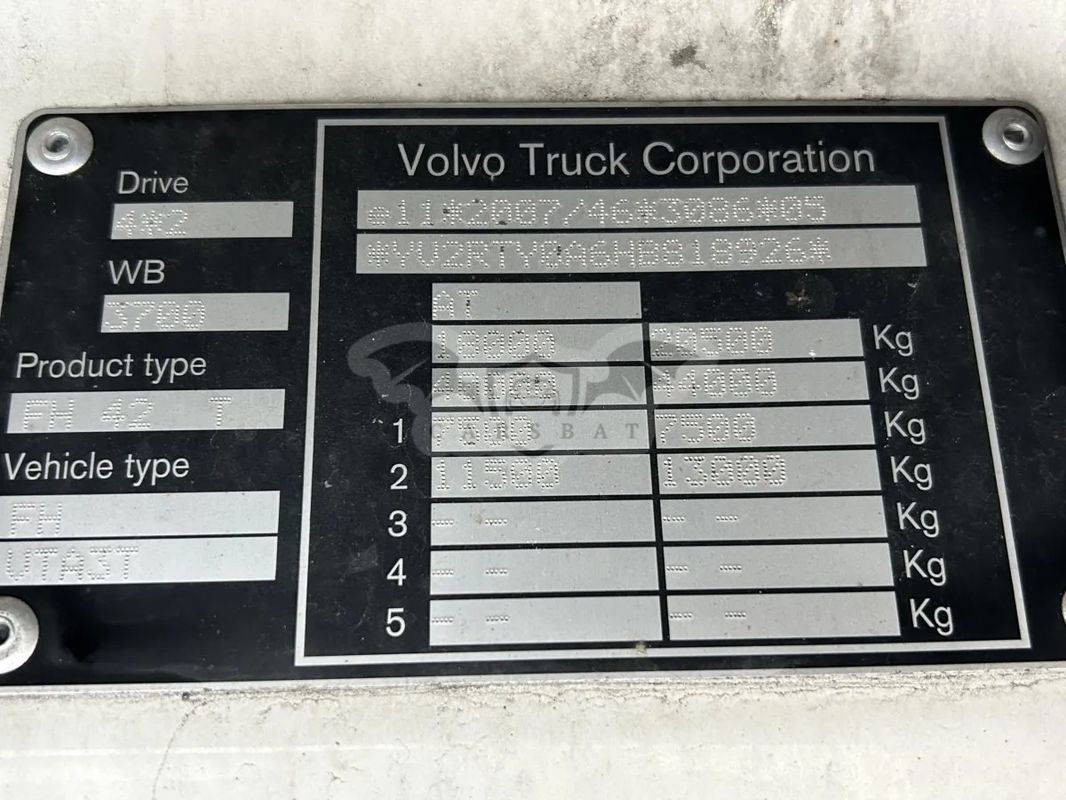 Drive
4*2
WB
3700
Product type
FH 42 T
Vehicle type
FH
VTA3T
Volvo Truck Corporation
e11*2007/46*3086*05
*YV2RTY0A6HB818926*
AT
18000 20500 Kg
44000 Kg
1 7500 Kg
2 11500 13000 Kg
3 -- -- -- -- Kg
4 -- -- -- -- Kg
5 -- -- -- -- Kg
CARSBAT